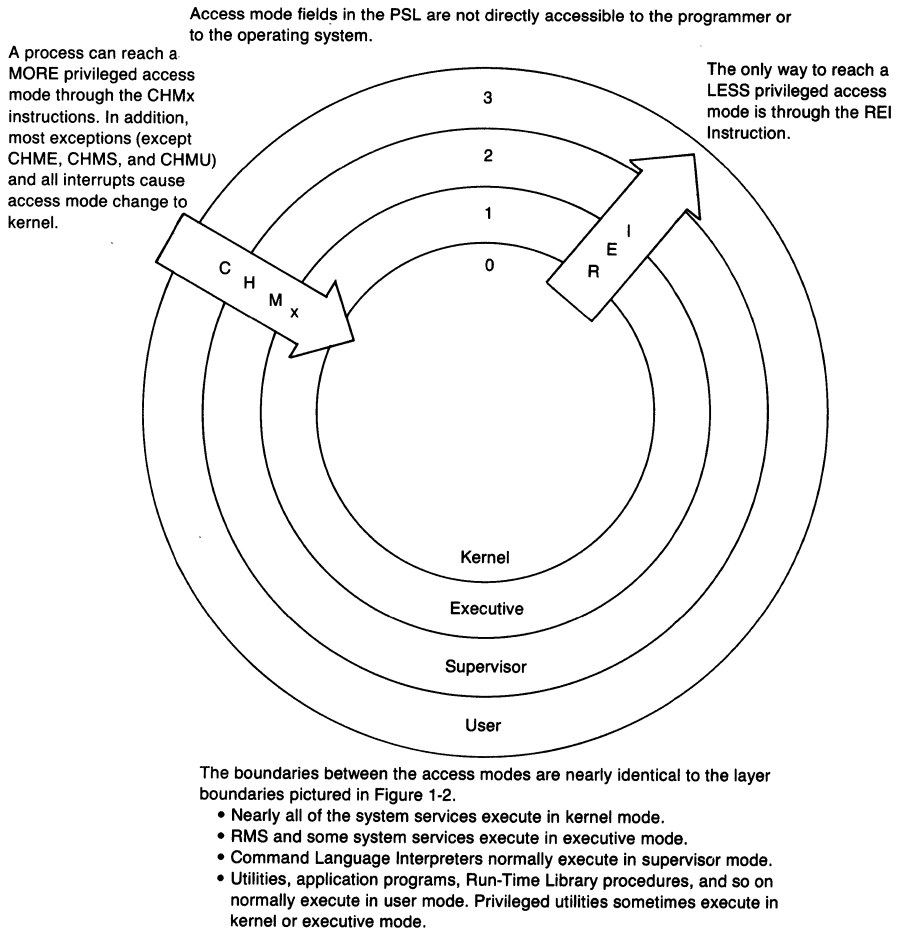 Access mode fields in the PSL are not directly accessible to the programmer or
to the operating system.
A process can reach a
MORE privileged access
mode through the CHMx
instructions. In addition,
most exceptions (except
CHME, CHMS, and CHMU)
and all interrupts cause
access mode change to
kernel.
The only way to reach a
LESS privileged access
mode is through the REI
Instruction.
3
2
1
0
C H M x
R E I
Kernel
Executive
Supervisor
User
The boundaries between the access modes are nearly identical to the layer
boundaries pictured in Figure 1-2.
• Nearly all of the system services execute in kernel mode.
• RMS and some system services execute in executive mode.
• Command Language Interpreters normally execute in supervisor mode.
• Utilities, application programs, Run-Time Library procedures, and so on
normally execute in user mode. Privileged utilities sometimes execute in
kernel or executive mode.